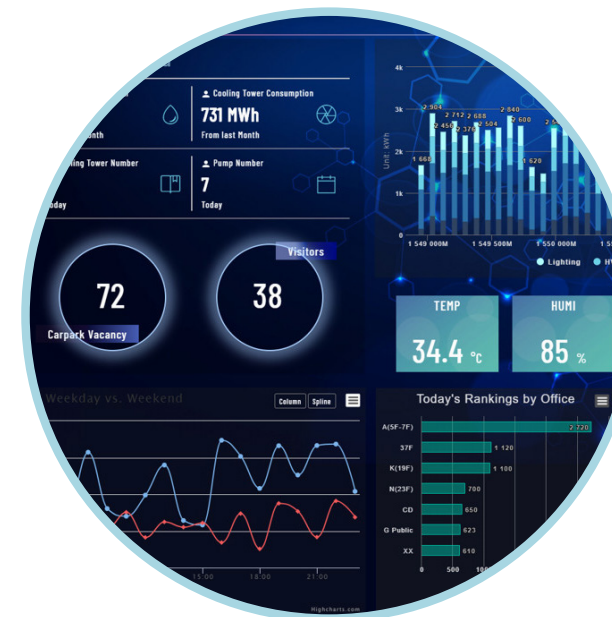 Cooling Tower Consumption
731 MWh
From last Month
onth
ling Tower Number
Pump Number
7
oday
Today
Visitors
72
38
Carpark Vacancy
4k
3k
2k
1k
0
Unit: kWh
1 668
2 904
2 712
2 688
2 504
2 840
2 600
1 620
1 549 000M
1 549 500M
1 550 000M
Lighting
TEMP
34.4 °c
HUMI
85 %
Weekday vs. Weekend
Column
Spline
15:00
18:00
21:00
Highcharts.com
Today's Rankings by Office
A(5F-7F)
2 720
37F
1 120
K(19F)
1 100
N(23F)
700
CD
650
G Public
623
XX
610
0
500